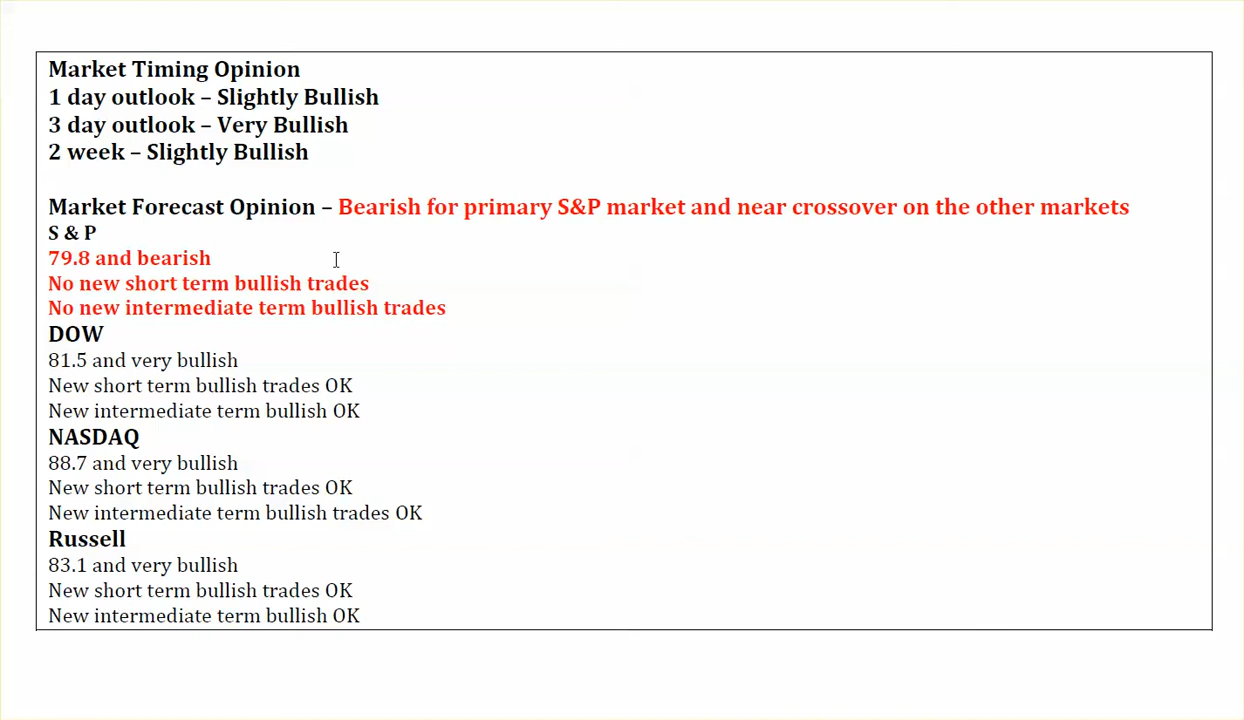 Market Timing Opinion
1 day outlook – Slightly Bullish
3 day outlook – Very Bullish
2 week – Slightly Bullish
Market Forecast Opinion – Bearish for primary S&P market and near crossover on the other markets
S & P
79.8 and bearish
No new short term bullish trades
No new intermediate term bullish trades
DOW
81.5 and very bullish
New short term bullish trades OK
New intermediate term bullish OK
NASDAQ
88.7 and very bullish
New short term bullish trades OK
New intermediate term bullish trades OK
Russell
83.1 and very bullish
New short term bullish trades OK
New intermediate term bullish OK